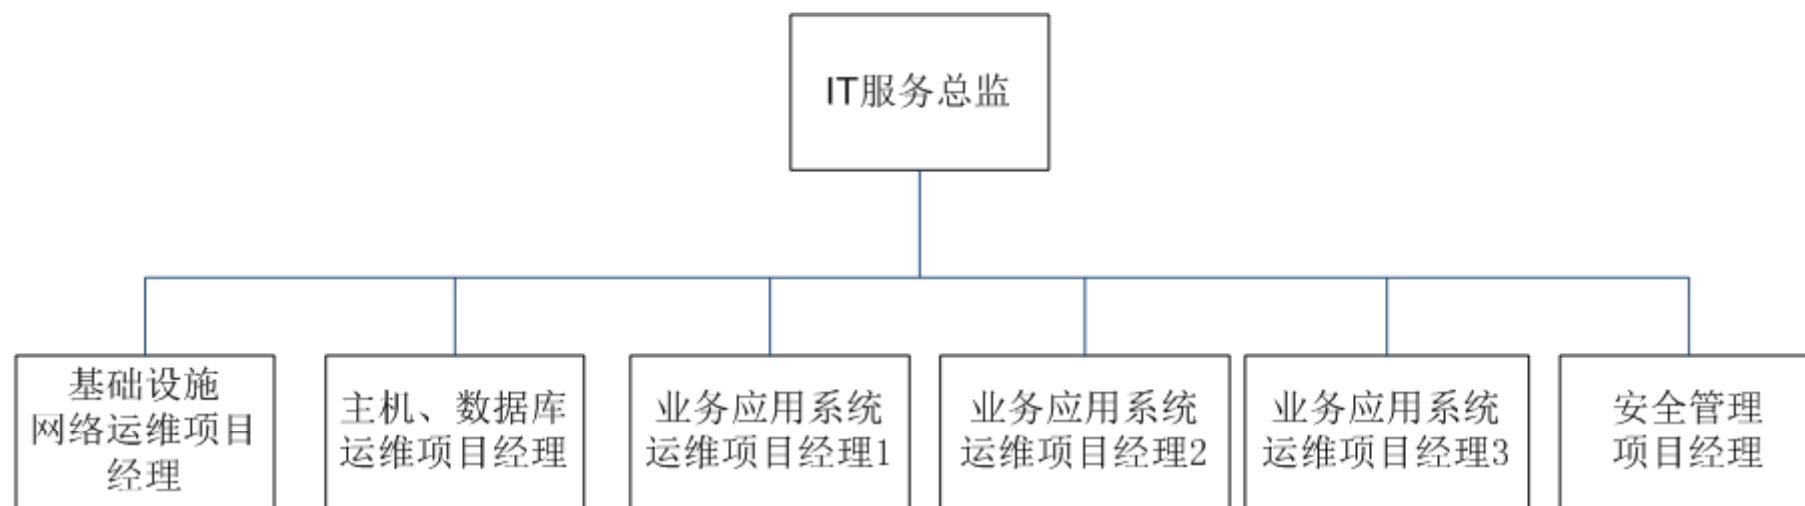 IT服务总监
基础设施
网络运维项目
经理
主机、数据库
运维项目经理
业务应用系统
运维项目经理1
业务应用系统
运维项目经理2
业务应用系统
运维项目经理3
安全管理
项目经理